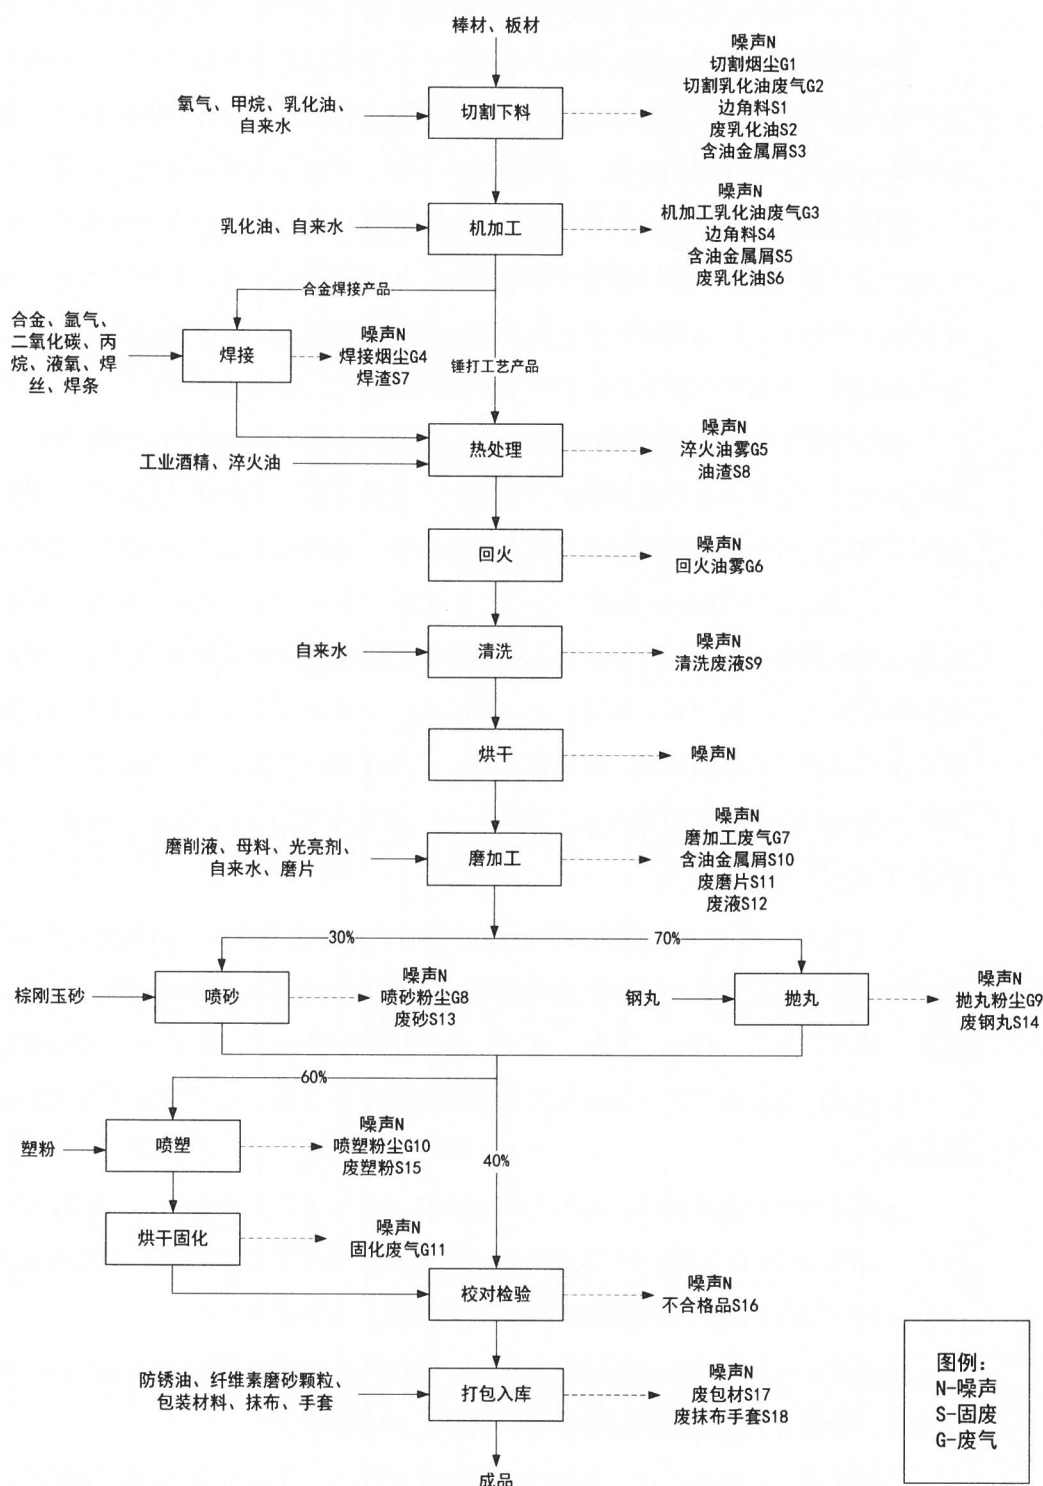 棒材、板材
噪声N
切割烟尘G1
切割乳化油废气G2
边角料S1
废乳化油S2
含油金属屑S3
氧气、甲烷、乳化油、
自来水
切割下料
噪声N
机加工乳化油废气G3
边角料S4
含油金属屑S5
废乳化油S6
乳化油、自来水
机加工
合金焊接产品
合金、氩气、
二氧化碳、丙
烷、液氧、焊
丝、焊条
焊接
噪声N
焊接烟尘G4
焊渣S7
锤打工艺产品
工业酒精、淬火油
热处理
噪声N
淬火油雾G5
油渣S8
回火
噪声N
回火油雾G6
自来水
清洗
噪声N
清洗废液S9
烘干
噪声N
磨削液、母料、光亮剂、
自来水、磨片
磨加工
噪声N
磨加工废气G7
含油金属屑S10
废磨片S11
废液S12
30%
70%
棕刚玉砂
喷砂
噪声N
喷砂粉尘G8
废砂S13
钢丸
抛丸
噪声N
抛丸粉尘G9
废钢丸S14
60%
塑粉
喷塑
噪声N
喷塑粉尘G10
废塑粉S15
40%
烘干固化
噪声N
固化废气G11
校对检验
噪声N
不合格品S16
防锈油、纤维素磨砂颗粒、
包装材料、抹布、手套
打包入库
噪声N
废包材S17
废抹布手套S18
成品
图例：
N-噪声
S-固废
G-废气